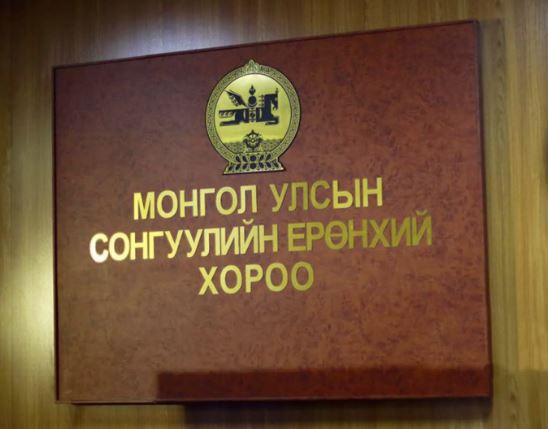 МОНГОЛ УЛСЫН
СОНГУУЛИЙН ЕРӨНХИЙ
ХОРОО